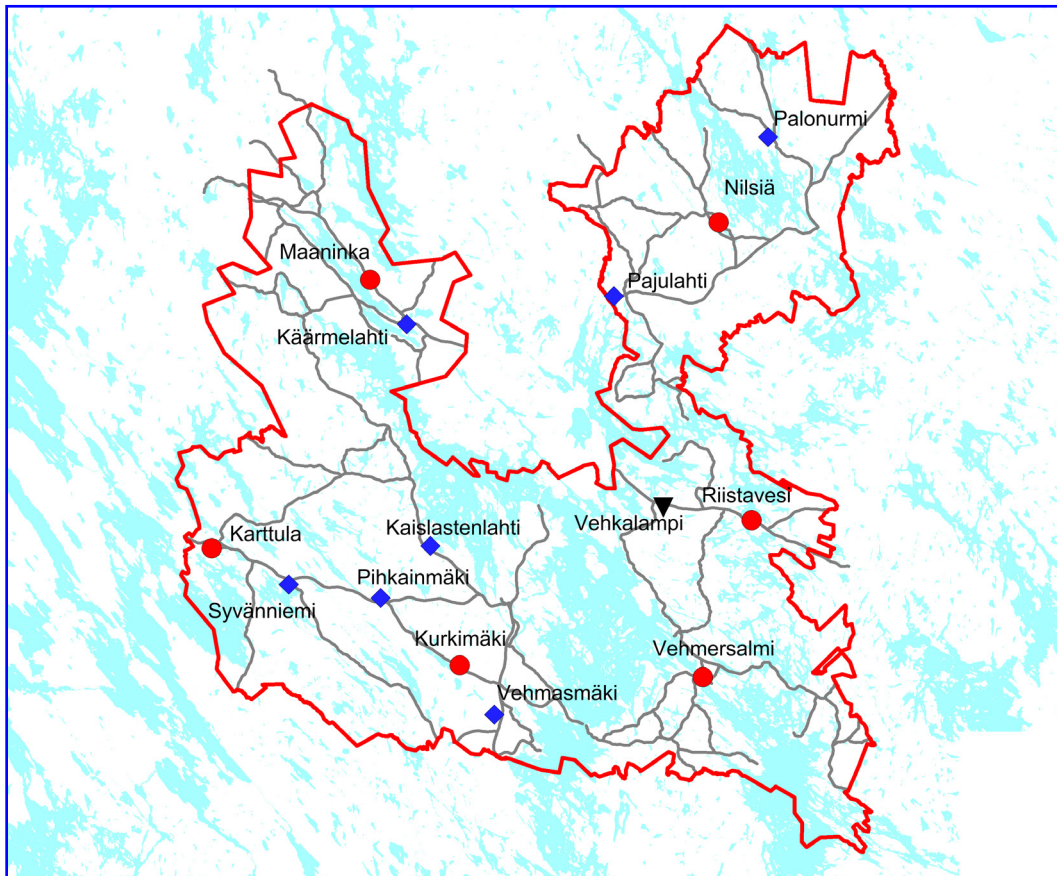 Palonurmi
Nilsiä
Maaninka
Pajulahti
Käärmelahti
Riistavesi
Kaislastenlahti
Vehkalampi
Karttula
Pihkainmäki
Syvänniemi
Kurkimäki
Vehmersalmi
Vehmasmäki